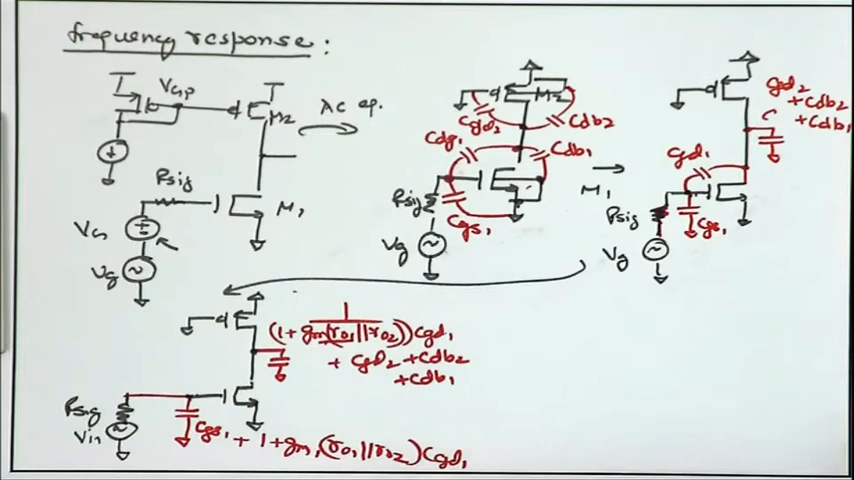 frequency response :
VGp
M2
AC eq.
Rsig
M1
VG
Vg
M2
Cgd2
Cdb2
Cdg1
Cdb1
Rsig
Cgs1
Vg
M1
Cgd2
+ Cdb2
+ Cdb1
C
Cgd1
Rsig
Cgs1
Vg
1
(1 + gm (ro1 || ro2)) Cgd1
+ CgD2 + Cdb2
+ Cdb1
Rsig
Vin
Cgs1 + 1 + gm1 (ro1 || ro2) Cgd1